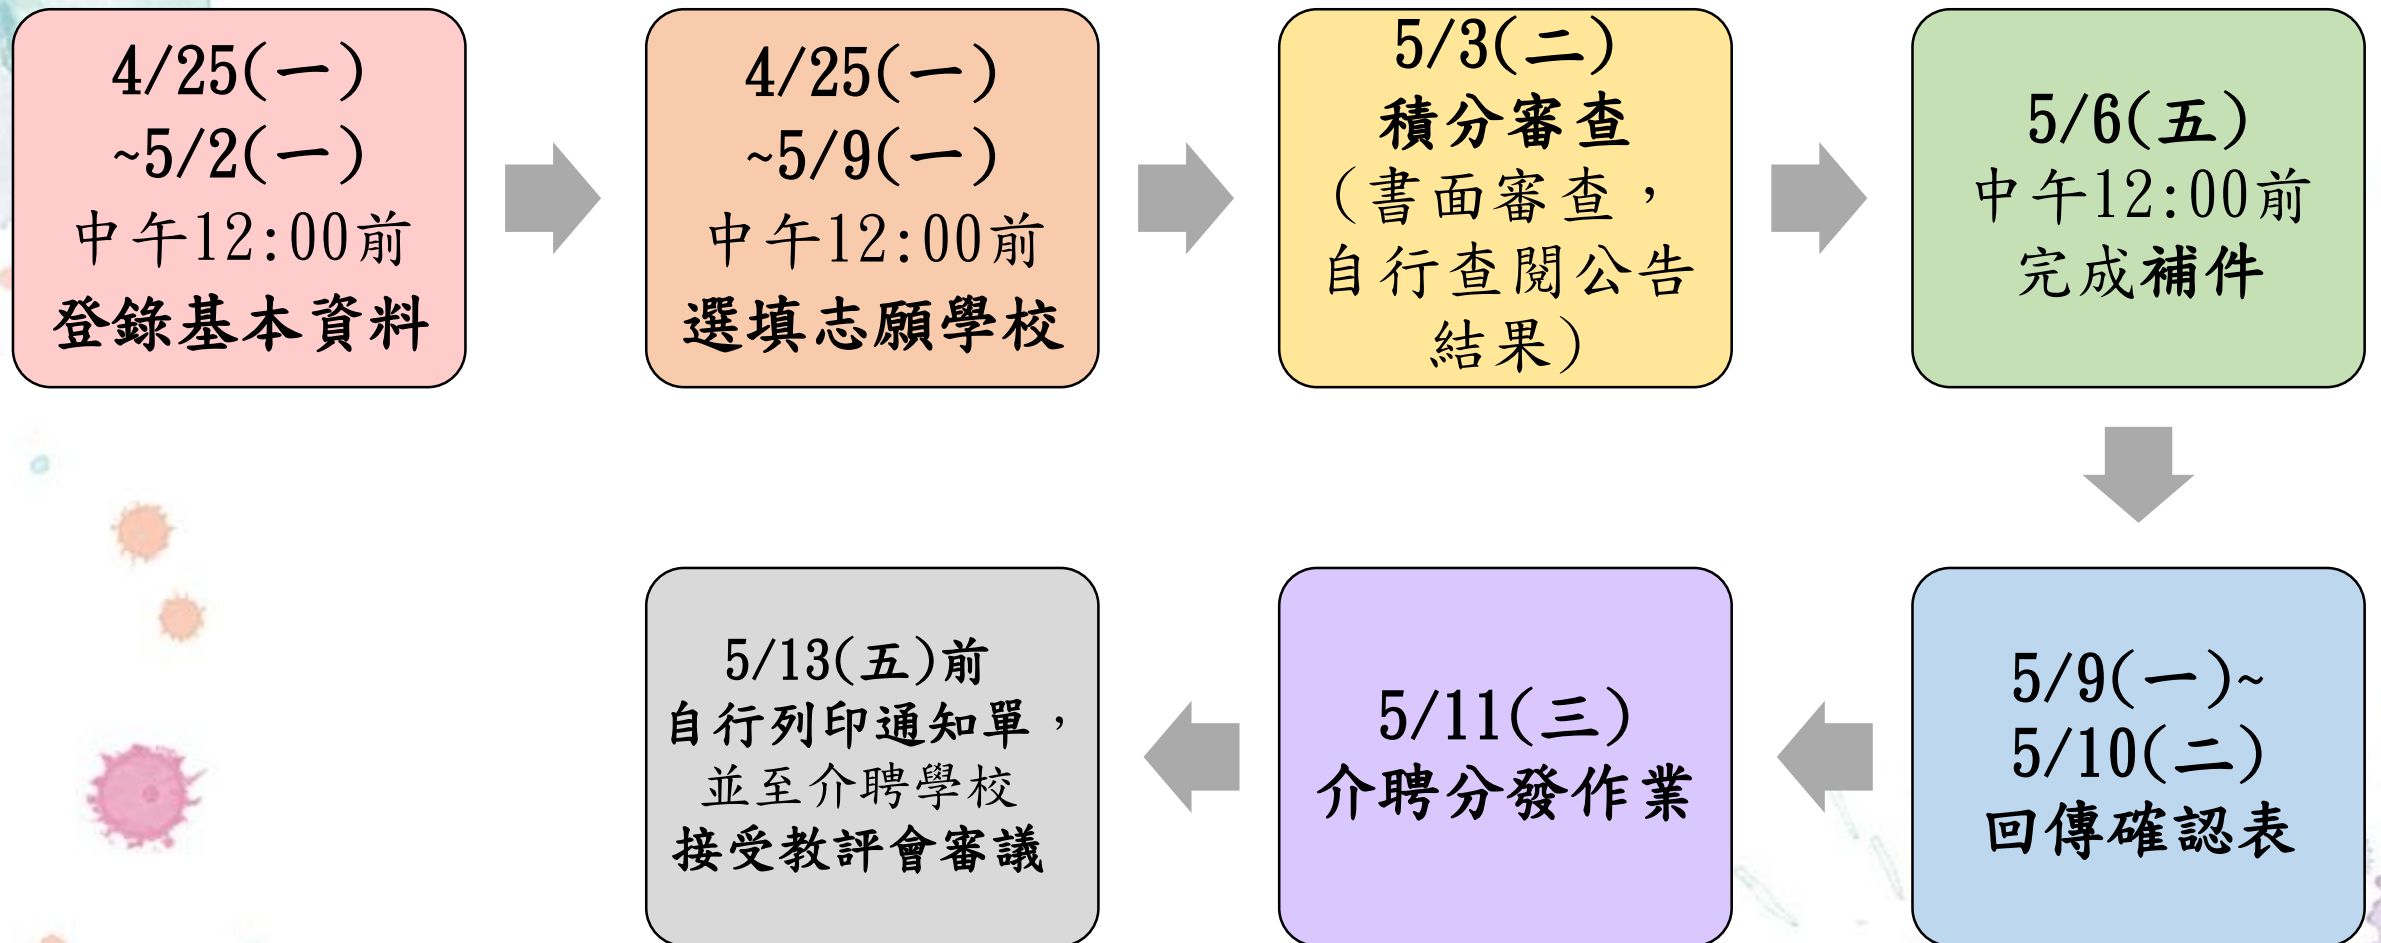 4/25(一)
~5/2(一)
中午12:00前
登錄基本資料
4/25(一)
~5/9(一)
中午12:00前
選填志願學校
5/3(二)
積分審查
(書面審查，
自行查閱公告
結果)
5/6(五)
中午12:00前
完成補件
5/9(一)~
5/10(二)
回傳確認表
5/11(三)
介聘分發作業
5/13(五)前
自行列印通知單，
並至介聘學校
接受教評會審議